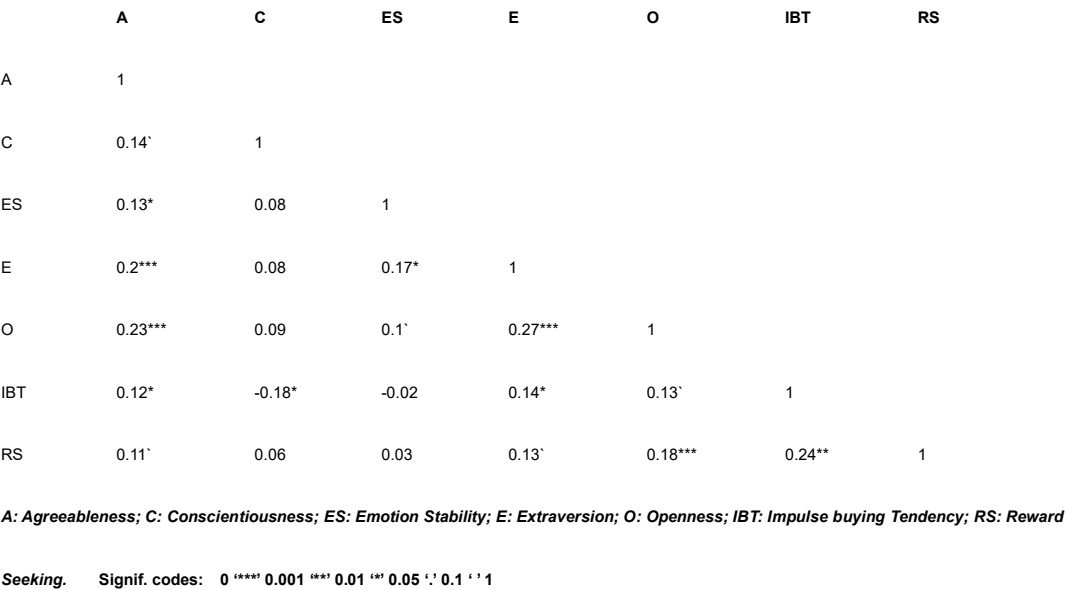 A C ES E O IBT RS
A 1
C 0.14` 1
ES 0.13* 0.08 1
E 0.2*** 0.08 0.17* 1
O 0.23*** 0.09 0.1` 0.27*** 1
IBT 0.12* -0.18* -0.02 0.14* 0.13` 1
RS 0.11` 0.06 0.03 0.13` 0.18*** 0.24** 1
A: Agreeableness; C: Conscientiousness; ES: Emotion Stability; E: Extraversion; O: Openness; IBT: Impulse buying Tendency; RS: Reward
Seeking. Signif. codes: 0 ‘***’ 0.001 ‘**’ 0.01 ‘*’ 0.05 ‘.’ 0.1 ‘ ’ 1